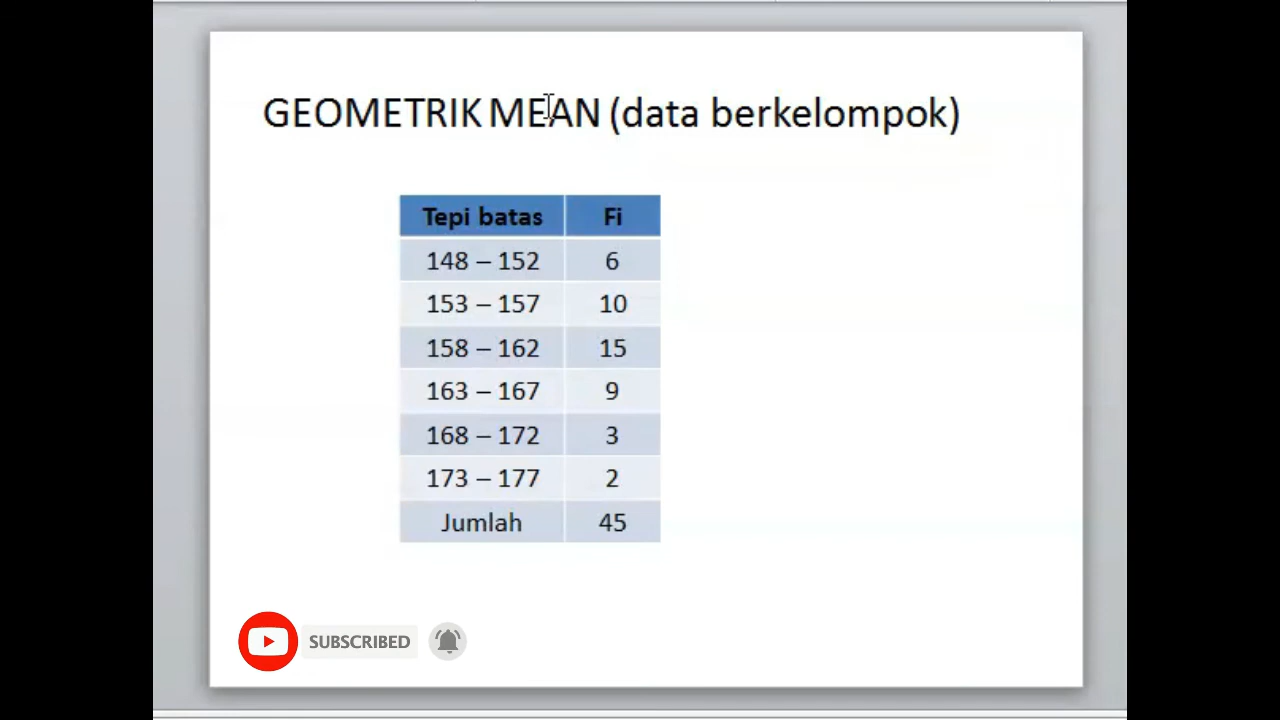 GEOMETRIK MEAN (data berkelompok)
Tepi batas Fi
148 – 152 6
153 – 157 10
158 – 162 15
163 – 167 9
168 – 172 3
173 – 177 2
Jumlah 45
SUBSCRIBED